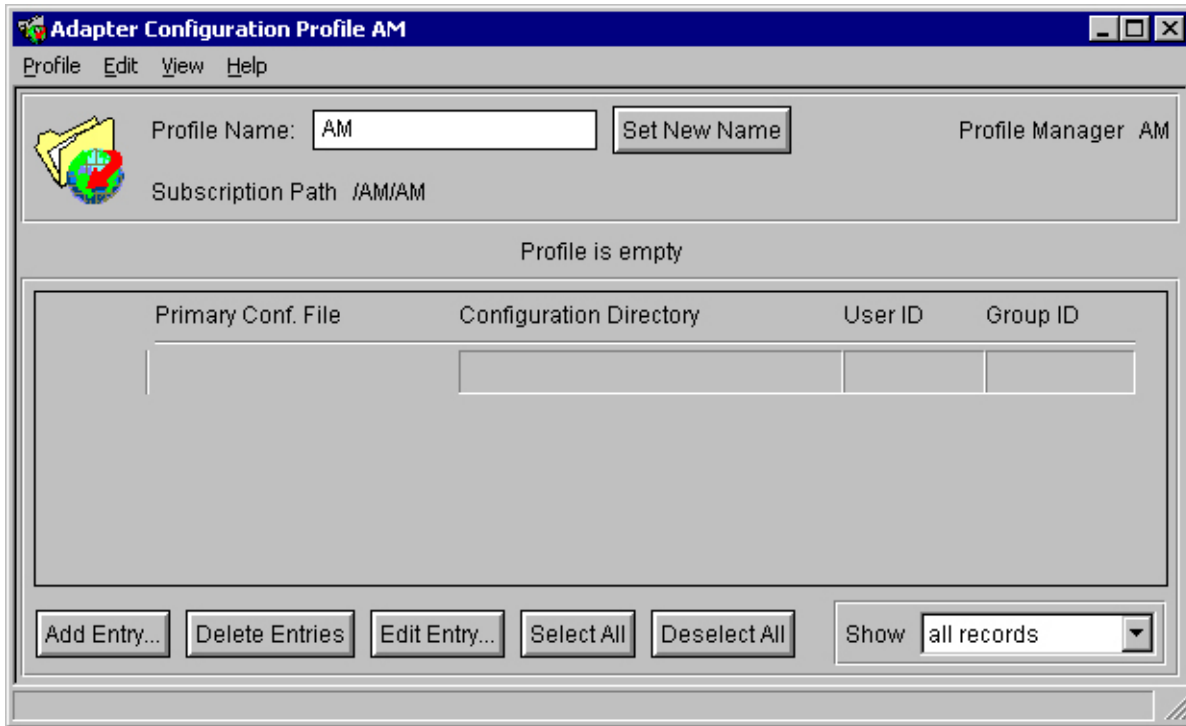 Adapter Configuration Profile AM
Profile Edit View Help
Profile Name: AM Set New Name Profile Manager AM
Subscription Path /AM/AM
Profile is empty
Primary Conf. File Configuration Directory User ID Group ID
Add Entry... Delete Entries Edit Entry... Select All Deselect All Show all records